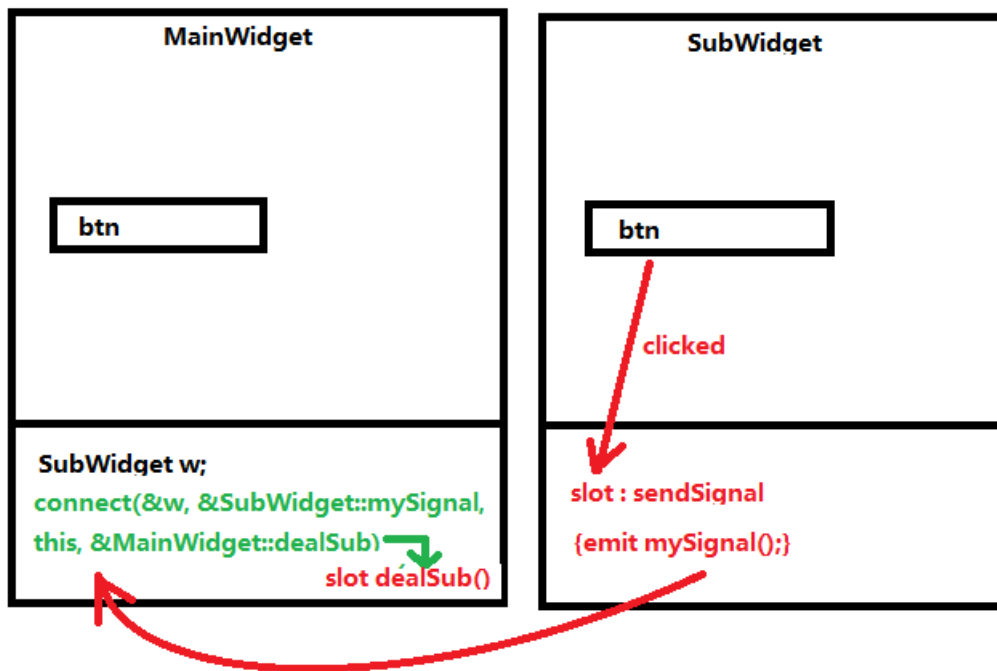 MainWidget
btn
SubWidget w;
connect(&w, &SubWidget::mySignal,
this, &MainWidget::dealSub)
slot dealSub()
SubWidget
btn
clicked
slot : sendSignal
{emit mySignal();}